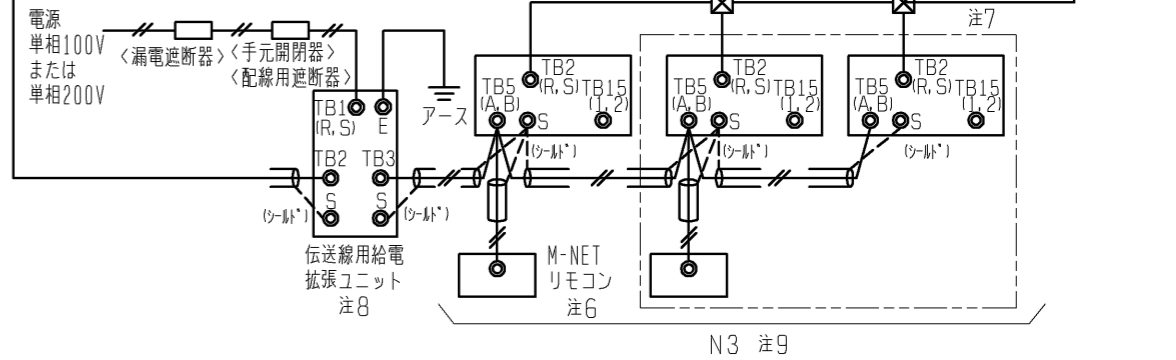 電源
単相100V
または
単相200V
〈漏電遮断器〉
〈手元開閉器〉
〈配線用遮断器〉
アース
注7
TB1
(R,S)
E
TB2
TB3
S
S
(シールド)
(シールド)
伝送線用給電
拡張ユニット
注8
TB2
(R,S)
TB5
(A,B)
TB15
(1,2)
S
(シールド)
TB2
(R,S)
TB5
(A,B)
TB15
(1,2)
S
(シールド)
TB2
(R,S)
TB5
(A,B)
TB15
(1,2)
S
(シールド)
M-NET
リモコン
注6
N3 注9